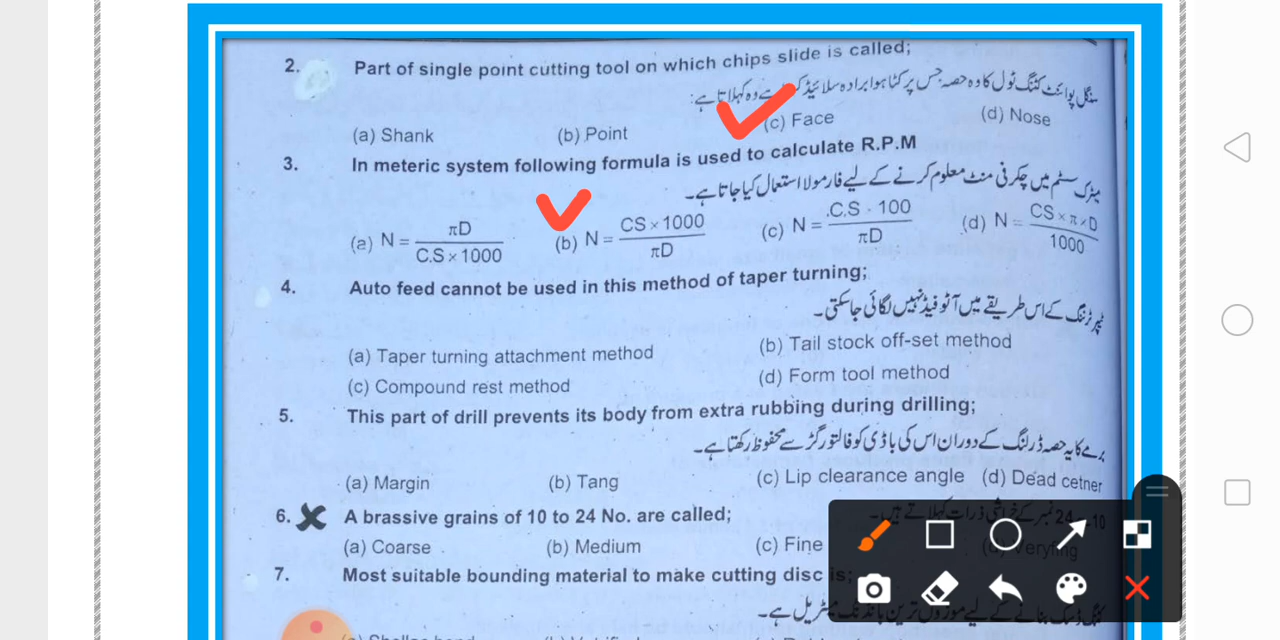 2. Part of single point cutting tool on which chips slide is called;
سنگل پوائنٹ کٹنگ ٹول کا وہ حصہ جس پر کٹا ہوا برادہ سلائیڈ ہے وہ کہلاتا ہے:
(a) Shank (b) Point (c) Face (d) Nose
3. In meteric system following formula is used to calculate R.P.M
میٹرک سسٹم میں چکر فی منٹ معلوم کرنے کے لیے فارمولا استعمال کیا جاتا ہے۔
(a) N = πD / C.S × 1000 (b) N = CS × 1000 / πD (c) N = .C.S · 100 / πD (d) N = CS × π × D / 1000
4. Auto feed cannot be used in this method of taper turning;
ٹیپر ٹرننگ کے اس طریقے میں آٹو فیڈ نہیں لگائی جاسکتی۔
(a) Taper turning attachment method (b) Tail stock off-set method
(c) Compound rest method (d) Form tool method
5. This part of drill prevents its body from extra rubbing during drilling;
برمے کا یہ حصہ ڈرلنگ کے دوران اس کی باڈی کو فالتو رگڑ سے محفوظ رکھتا ہے۔
(a) Margin (b) Tang (c) Lip clearance angle (d) Dead cetner
6. A brassive grains of 10 to 24 No. are called;
(a) Coarse (b) Medium (c) Fine
7. Most suitable bounding material to make cutting disc is;